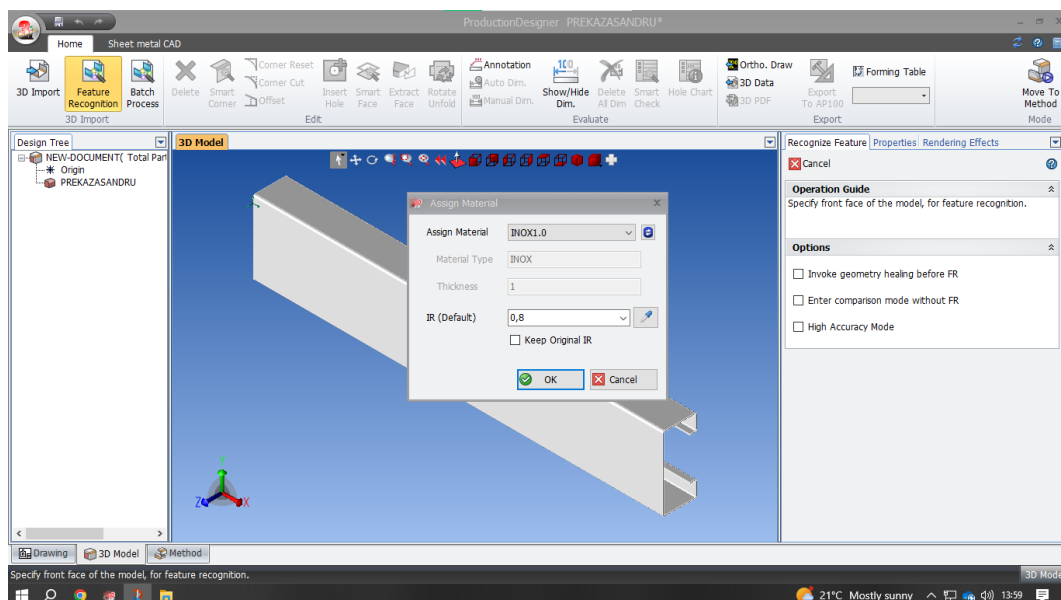 ProductionDesigner PREKAZASANDRU*
Home Sheet metal CAD
3D Import
Feature Recognition
Batch Process
3D Import
Delete
Smart Corner
Corner Reset
Corner Cut
Offset
Insert Hole
Smart Face
Extract Face
Rotate Unfold
Edit
Annotation
Auto Dim.
Manual Dim.
Show/Hide Dim.
Delete All Dim
Smart Check
Hole Chart
Evaluate
Ortho. Draw
3D Data
3D PDF
Export To AP100
Forming Table
Export
Move To Method
Mode
Design Tree
NEW-DOCUMENT( Total Part
Origin
PREKAZASANDRU
3D Model
Assign Material
Assign Material INOX1.0
Material Type INOX
Thickness 1
IR (Default) 0,8
Keep Original IR
OK Cancel
Y
Z X
Recognize Feature Properties Rendering Effects
Cancel
Operation Guide
Specify front face of the model, for feature recognition.
Options
Invoke geometry healing before FR
Enter comparison mode without FR
High Accuracy Mode
Drawing 3D Model Method
Specify front face of the model, for feature recognition. 3D Mode
21°C Mostly sunny 13:59